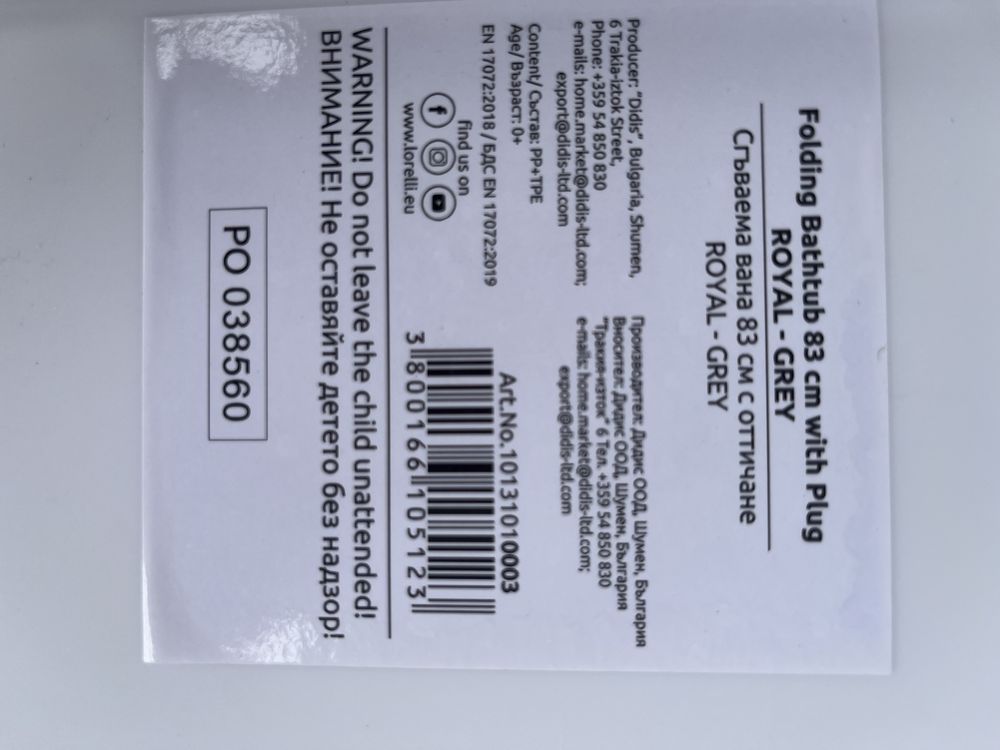 Folding Bathtub 83 cm with Plug
ROYAL - GREY
Сгъваема вана 83 см с оттичане
ROYAL - GREY
Producer: "Didis", Bulgaria, Shumen,
6 Trakia-iztok Street,
Phone: +359 54 850 830
e-mails: home.market@didis-ltd.com;
export@didis-ltd.com
Производител: Дидис ООД, Шумен, България
Вносител: Дидис ООД, Шумен, България
"Тракия-изток" 6 Тел. +359 54 850 830
e-mails: home.market@didis-ltd.com;
export@didis-ltd.com
Content/ Състав: PP+TPE
Age/ Възраст: 0+
EN 17072:2018 / БДС EN 17072:2019
find us on
www.lorelli.eu
Art.No.10131010003
3 800166 105123
WARNING! Do not leave the child unattended!
ВНИМАНИЕ! Не оставяйте детето без надзор!
PO 038560